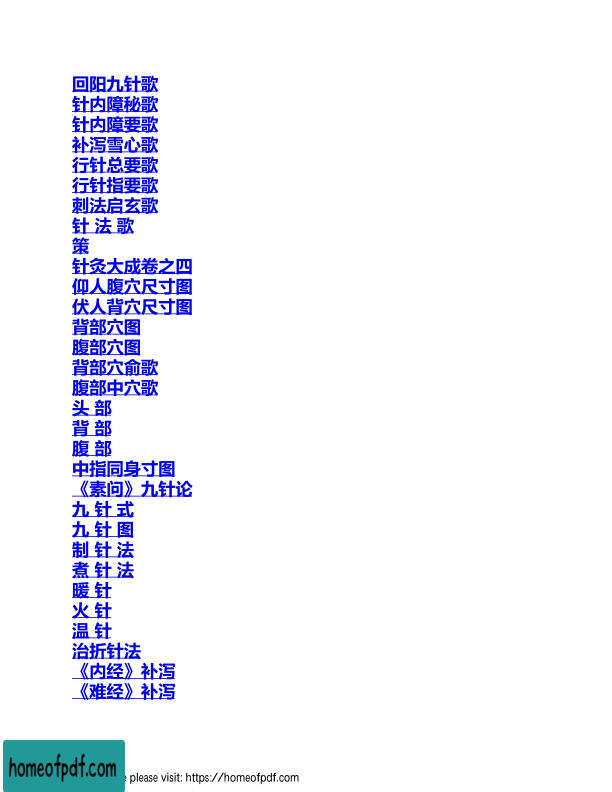 回阳九针歌
针内障秘歌
针内障要歌
补泻雪心歌
行针总要歌
行针指要歌
刺法启玄歌
针 法 歌
策
针灸大成卷之四
仰人腹穴尺寸图
伏人背穴尺寸图
背部穴图
腹部穴图
背部穴俞歌
腹部中穴歌
头 部
背 部
腹 部
中指同身寸图
《素问》九针论
九 针 式
九 针 图
制 针 法
煮 针 法
暖 针
火 针
温 针
治折针法
《内经》补泻
《难经》补泻
homeofpdf.com
e please visit: https://homeofpdf.com